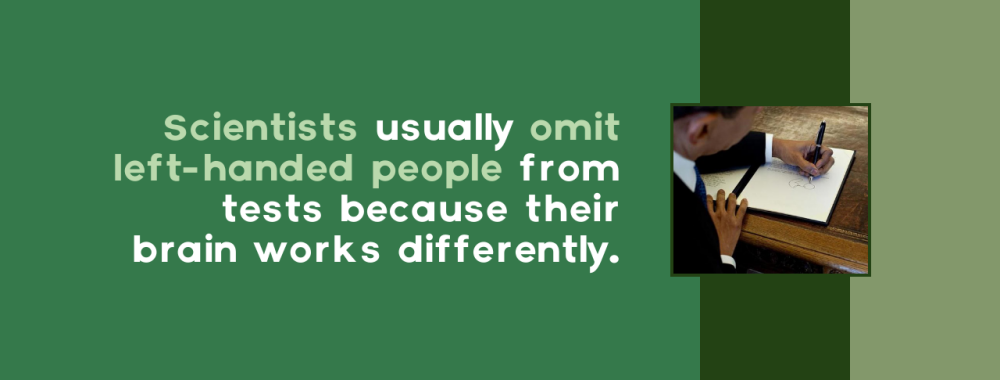 Scientists usually omit
left-handed people from
tests because their
brain works differently.